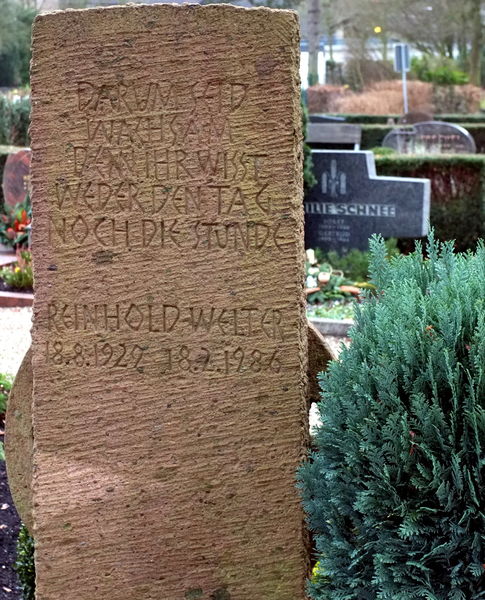 DARUM SEID
WACHSAM
DENN IHR WISST
WEDER DEN TAG
NOCH DIE STUNDE
REINHOLD WELTER
18.8.1929 18.2.1986
ILIE SCHNEE